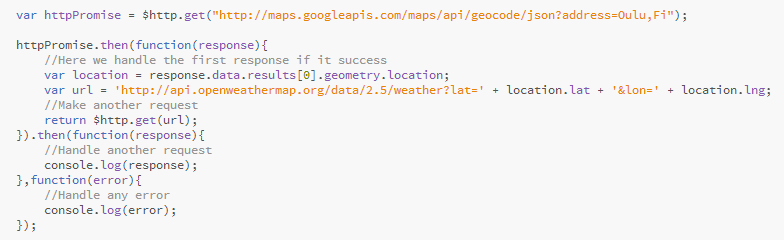 var httpPromise = $http.get("http://maps.googleapis.com/maps/api/geocode/json?address=Oulu,Fi");

httpPromise.then(function(response){
    //Here we handle the first response if it success
    var location = response.data.results[0].geometry.location;
    var url = 'http://api.openweathermap.org/data/2.5/weather?lat=' + location.lat + '&lon=' + location.lng;
    //Make another request
    return $http.get(url);
}).then(function(response){
    //Handle another request
    console.log(response);
},function(error){
    //Handle any error
    console.log(error);
});